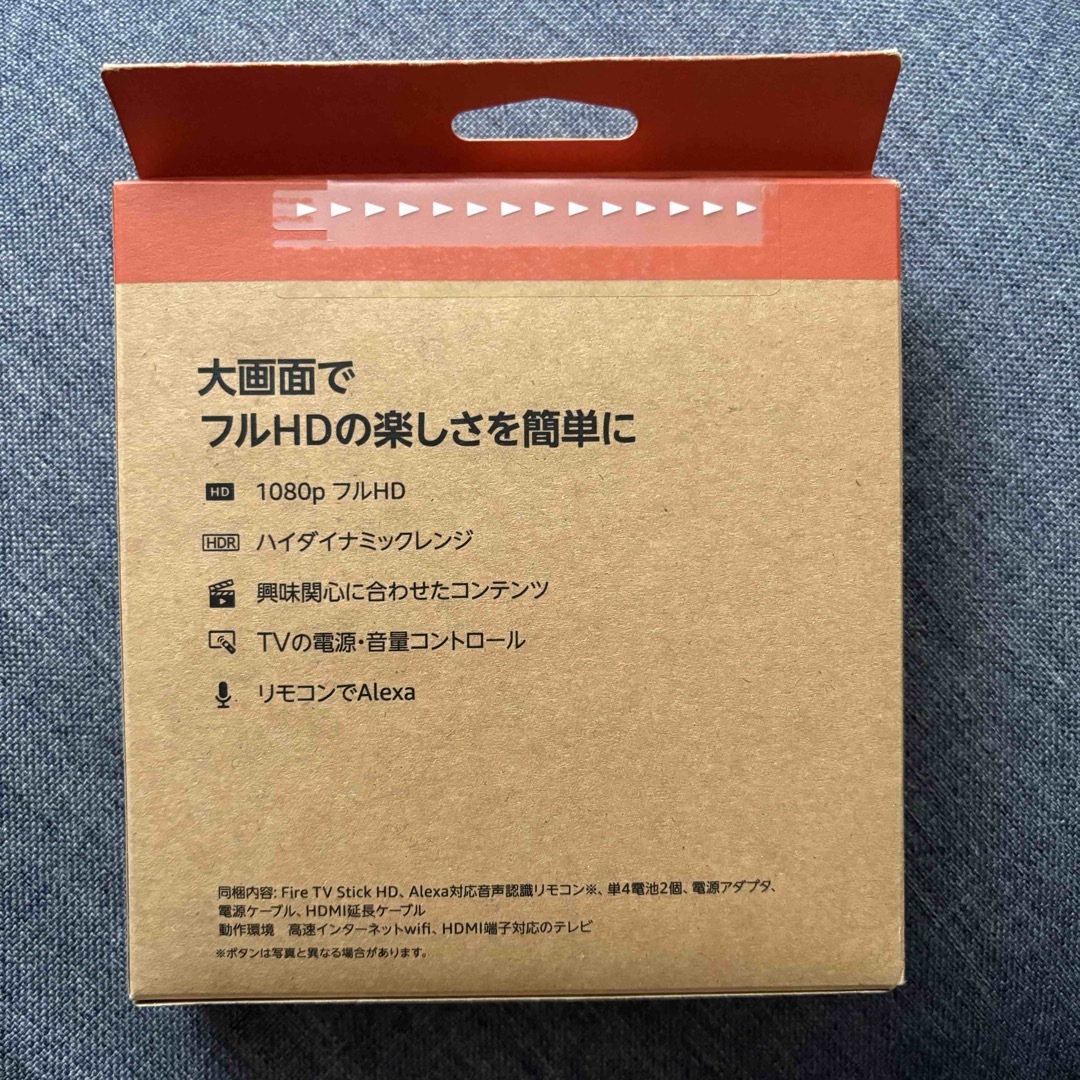 大画面で
フルHDの楽しさを簡単に
HD 1080p フルHD
HDR ハイダイナミックレンジ
興味関心に合わせたコンテンツ
TVの電源・音量コントロール
リモコンでAlexa
同梱内容: Fire TV Stick HD、Alexa対応音声認識リモコン※、単4電池2個、電源アダプタ、
電源ケーブル、HDMI延長ケーブル
動作環境　高速インターネットwifi、HDMI端子対応のテレビ
※ボタンは写真と異なる場合があります。